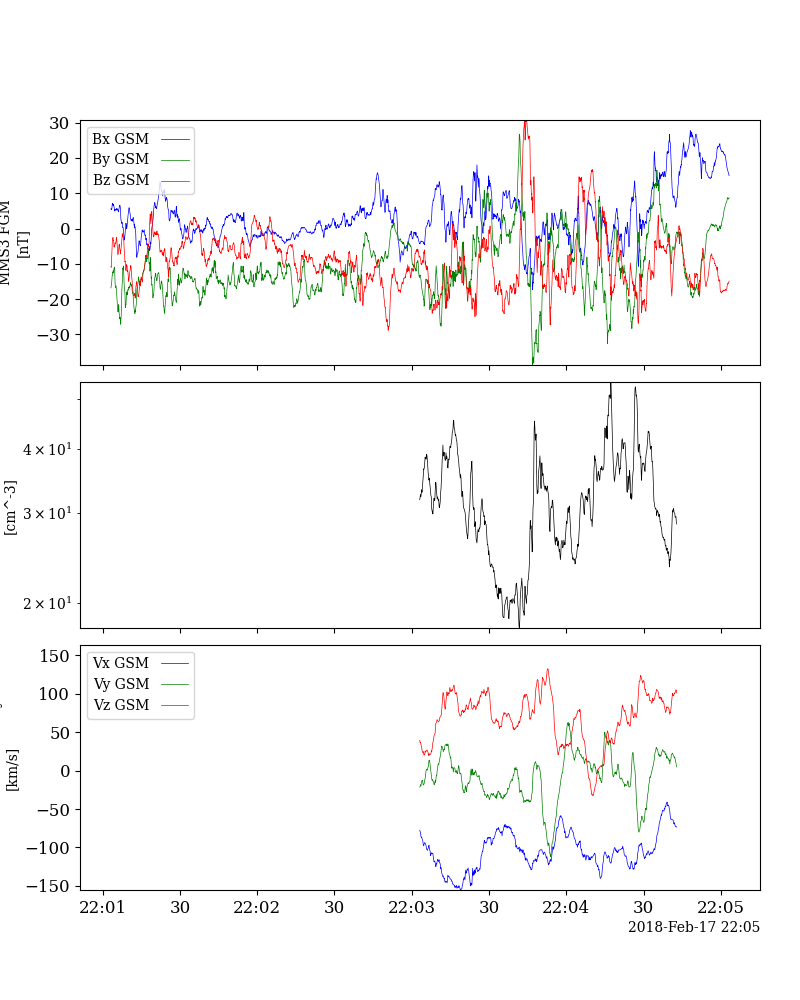 30
20
10
0
−10
−20
−30
MMS3 FGM
[nT]
Bx GSM
By GSM
Bz GSM
4 × 10¹
3 × 10¹
2 × 10¹
[cm^-3]
150
100
50
0
−50
−100
−150
[km/s]
Vx GSM
Vy GSM
Vz GSM
22:01 30 22:02 30 22:03 30 22:04 30 22:05
2018-Feb-17 22:05